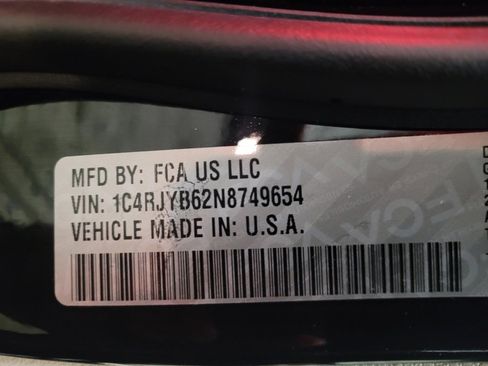 MFD BY: FCA US LLC
VIN: 1C4RJYB62N8749654
VEHICLE MADE IN: U.S.A.